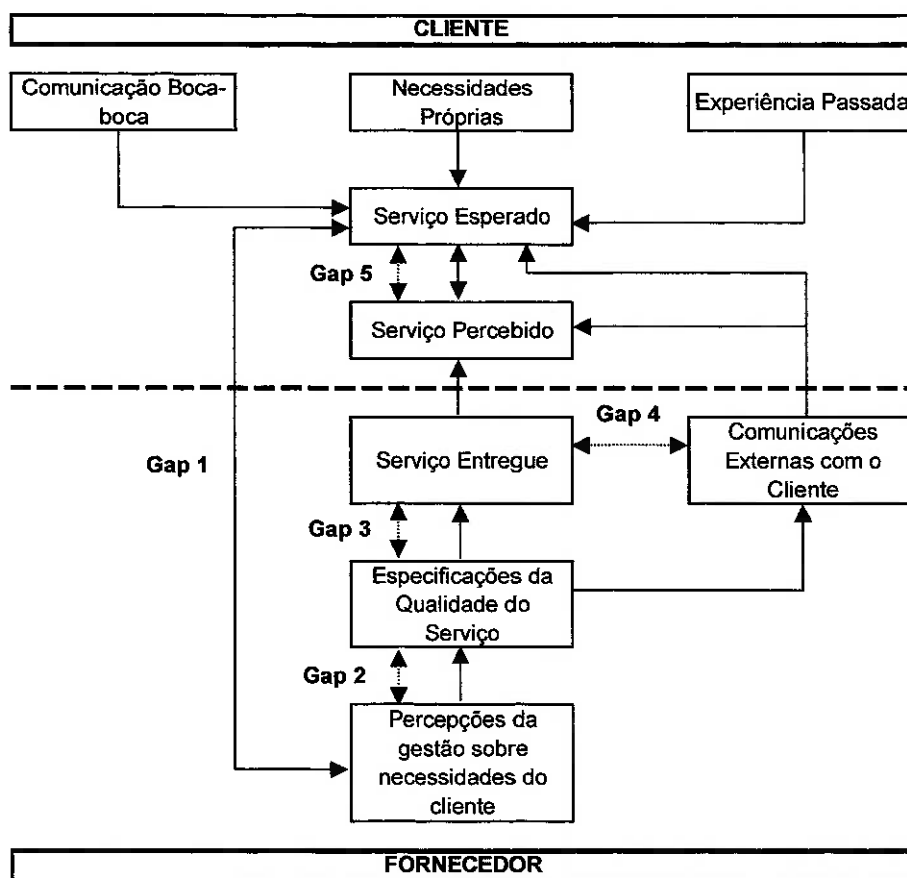 CLIENTE
Comunicação Boca-
boca
Necessidades
Próprias
Experiência Passada
Serviço Esperado
Gap 5
Serviço Percebido
Gap 4
Serviço Entregue
Comunicações
Externas com o
Cliente
Gap 1
Gap 3
Especificações da
Qualidade do
Serviço
Gap 2
Percepções da
gestão sobre
necessidades do
cliente
FORNECEDOR